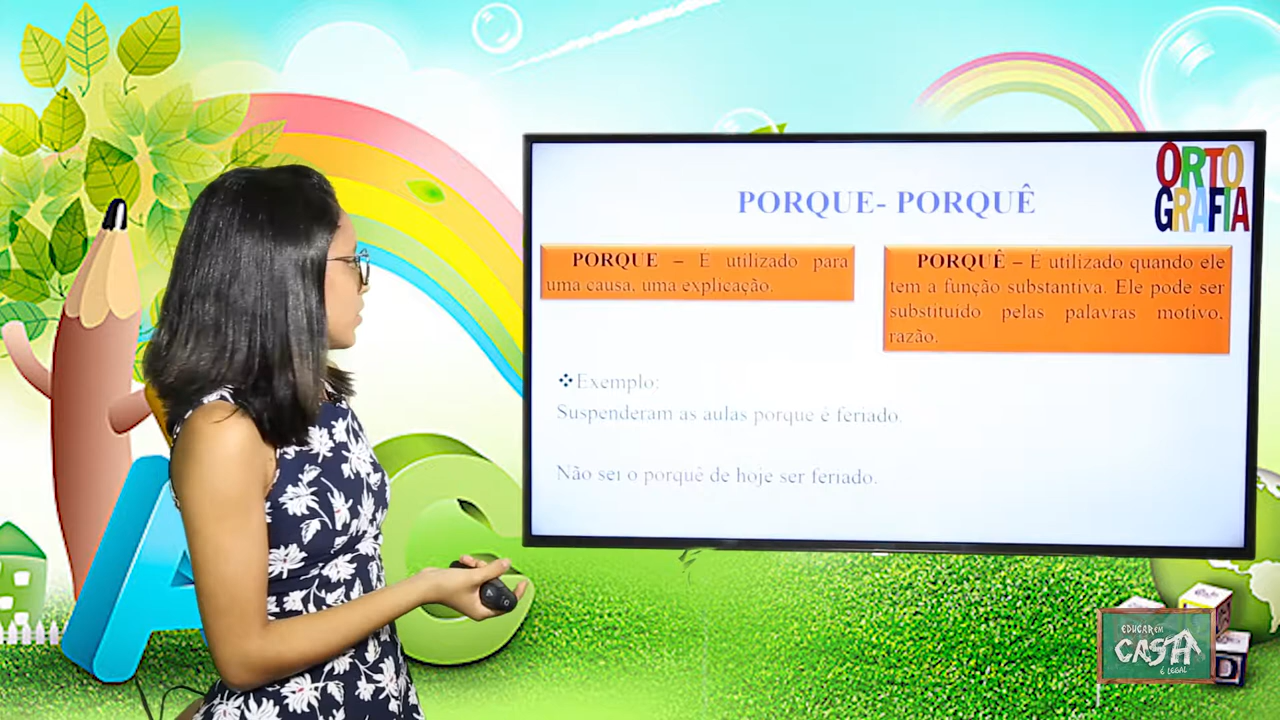 ORTO
GRAFIA
PORQUE- PORQUÊ
PORQUE – É utilizado para
uma causa, uma explicação.
PORQUÊ – É utilizado quando ele
tem a função substantiva. Ele pode ser
substituído pelas palavras motivo,
razão.
❖Exemplo:
Suspenderam as aulas porque é feriado.
Não sei o porquê de hoje ser feriado.
A
C
EDUCAR EM
CASA
É LEGAL